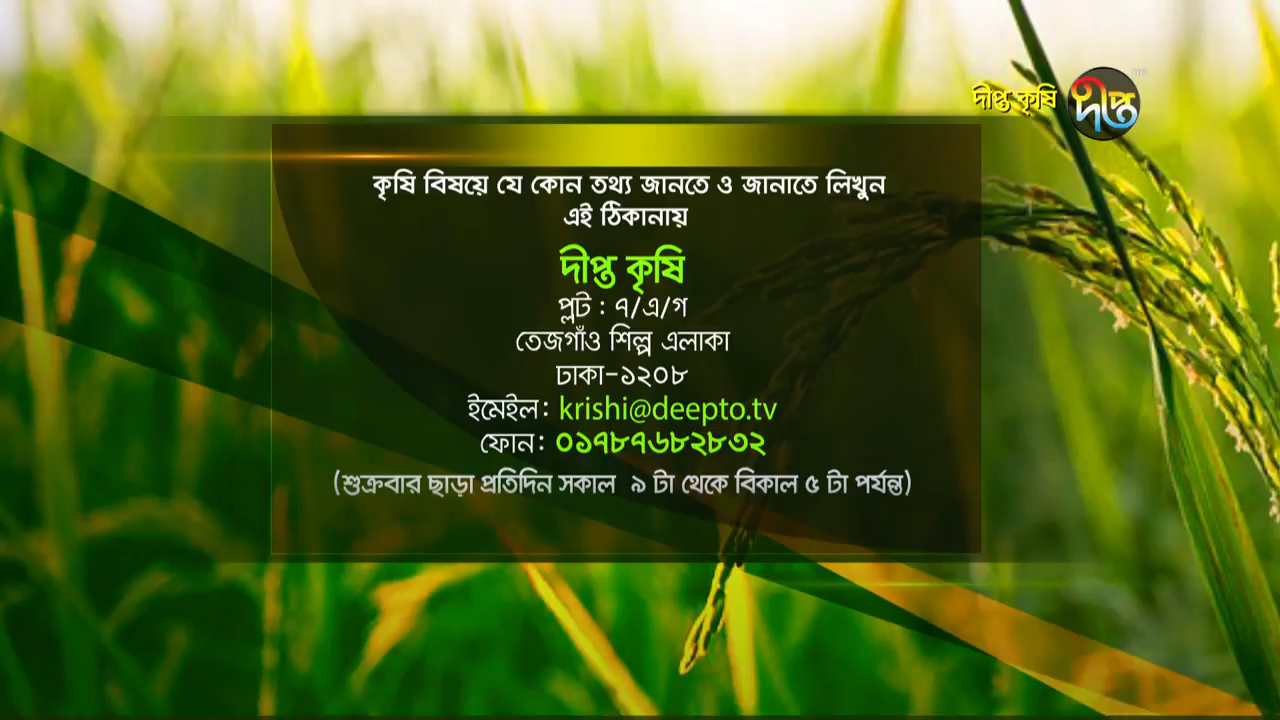 দীপ্ত কৃষি
দীপ্ত
HD
কৃষি বিষয়ে যে কোন তথ্য জানতে ও জানাতে লিখুন
এই ঠিকানায়
দীপ্ত কৃষি
প্লট : ৭/এ/গ
তেজগাঁও শিল্প এলাকা
ঢাকা-১২০৮
ইমেইল: krishi@deepto.tv
ফোন: ০১৭৮৭৬৮২৮৩২
(শুক্রবার ছাড়া প্রতিদিন সকাল ৯ টা থেকে বিকাল ৫ টা পর্যন্ত)